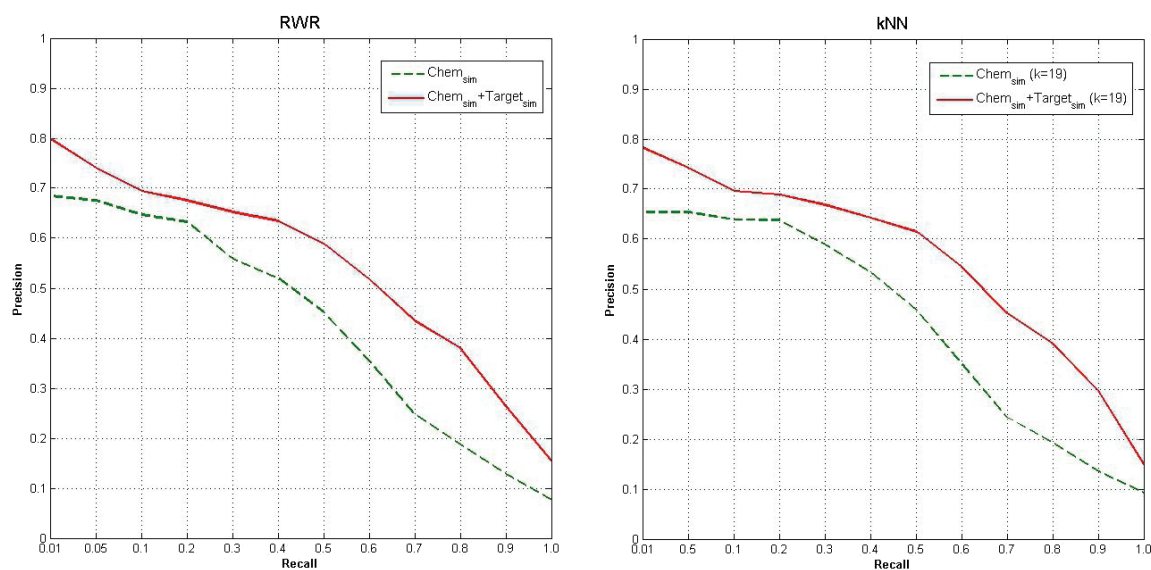 RWR
1
0.9
0.8
0.7
0.6
0.5
0.4
0.3
0.2
0.1
0
Precision
Chem_sim
Chem_sim+Target_sim
0.01 0.05 0.1 0.2 0.3 0.4 0.5 0.6 0.7 0.8 0.9 1.0
Recall
kNN
1
0.9
0.8
0.7
0.6
0.5
0.4
0.3
0.2
0.1
0
Precision
Chem_sim (k=19)
Chem_sim+Target_sim (k=19)
0.01 0.5 0.1 0.2 0.3 0.4 0.5 0.6 0.7 0.8 0.9 1.0
Recall